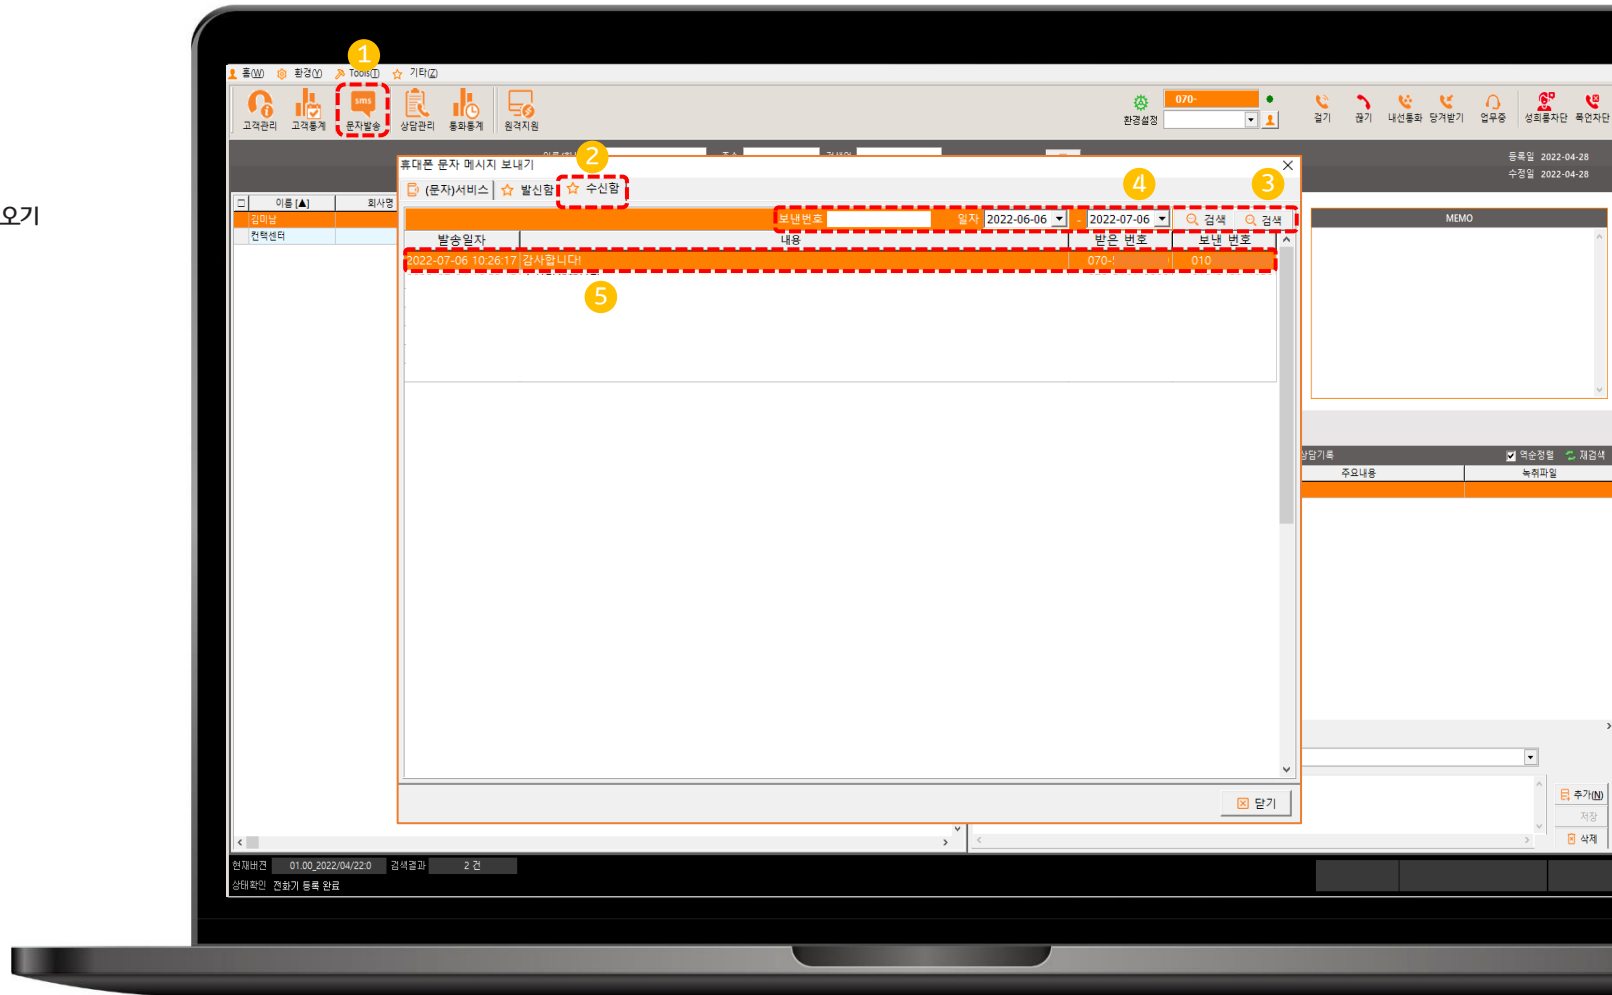 오기
1
홈(W) 환경(Y) Tools(T) 기타(Z)
고객관리 고객통계 sms 문자발송 상담관리 통화통계 원격지원
070-
환경설정
걸기 끊기 내선통화 당겨받기 업무중 성희롱차단 폭언차단
등록일 2022-04-28
수정일 2022-04-28
이름 [▲] 회사명
김미남
컨택센터
2
휴대폰 문자 메시지 보내기
(문자)서비스 발신함 수신함
4
3
보낸번호 일자 2022-06-06 - 2022-07-06 검색 검색
발송일자 내용 받은 번호 보낸 번호
2022-07-06 10:26:17 감사합니다! 070- 010
5
닫기
MEMO
상담기록 역순정렬 재검색
주요내용 녹취파일
추가(N)
저장
삭제
현재버전 01.00_2022/04/22:0 검색결과 2 건
상태확인 전화기 등록 완료